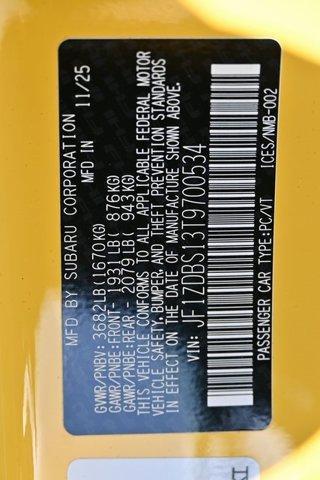 MFD BY SUBARU CORPORATION 11/25
MFD IN
GVWR/PNBV: 3682LB(1670KG)
GAWR/PNBE:FRONT- 1931LB( 876KG)
GAWR/PNBE:REAR - 2079LB( 943KG)
THIS VEHICLE CONFORMS TO ALL APPLICABLE FEDERAL MOTOR
VEHICLE SAFETY, BUMPER, AND THEFT PREVENTION STANDARDS
IN EFFECT ON THE DATE OF MANUFACTURE SHOWN ABOVE.
VIN: JF1ZDBS13T9700534
PASSENGER CAR TYPE:PC/VT ICES/NMB-002